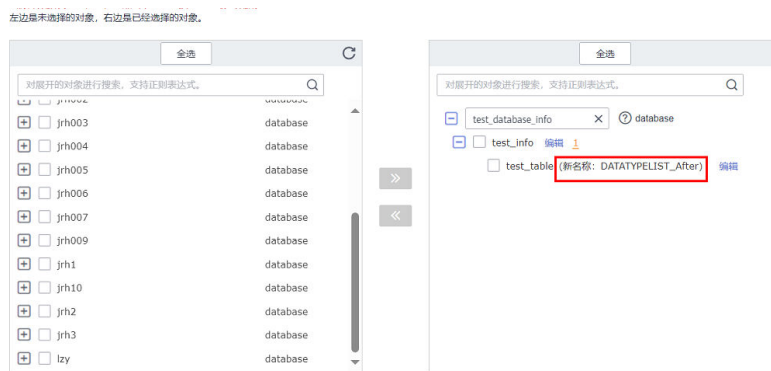 左边是未选择的对象，右边是已经选择的对象。
全选
对展开的对象进行搜索，支持正则表达式。
jrh002 database
jrh003 database
jrh004 database
jrh005 database
jrh006 database
jrh007 database
jrh009 database
jrh1 database
jrh10 database
jrh2 database
jrh3 database
lzy database
全选
对展开的对象进行搜索，支持正则表达式。
test_database_info database
test_info 编辑 1
test_table (新名称：DATATYPELIST_After) 编辑